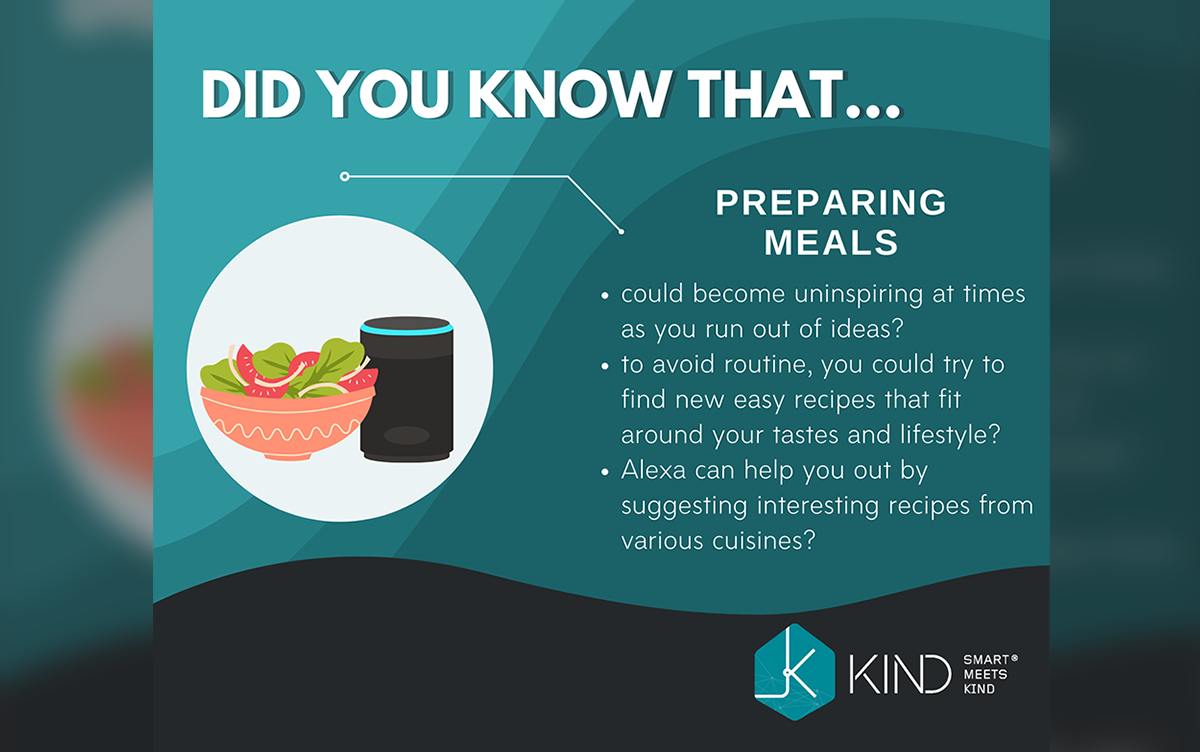 DID YOU KNOW THAT...
PREPARING
MEALS
• could become uninspiring at times
as you run out of ideas?
• to avoid routine, you could try to
find new easy recipes that fit
around your tastes and lifestyle?
• Alexa can help you out by
suggesting interesting recipes from
various cuisines?
KIND
SMART®
MEETS
KIND